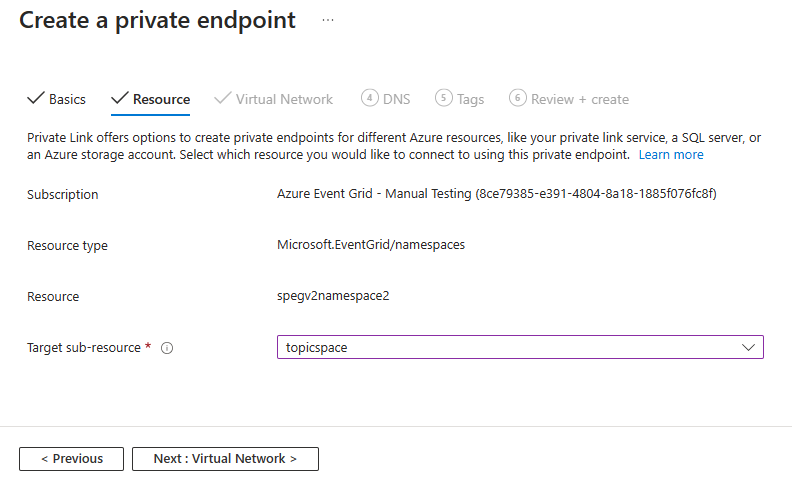 Create a private endpoint ...
Basics Resource Virtual Network 4 DNS 5 Tags 6 Review + create
Private Link offers options to create private endpoints for different Azure resources, like your private link service, a SQL server, or
an Azure storage account. Select which resource you would like to connect to using this private endpoint. Learn more
Subscription Azure Event Grid - Manual Testing (8ce79385-e391-4804-8a18-1885f076fc8f)
Resource type Microsoft.EventGrid/namespaces
Resource spegv2namespace2
Target sub-resource * topicspace
< Previous Next : Virtual Network >